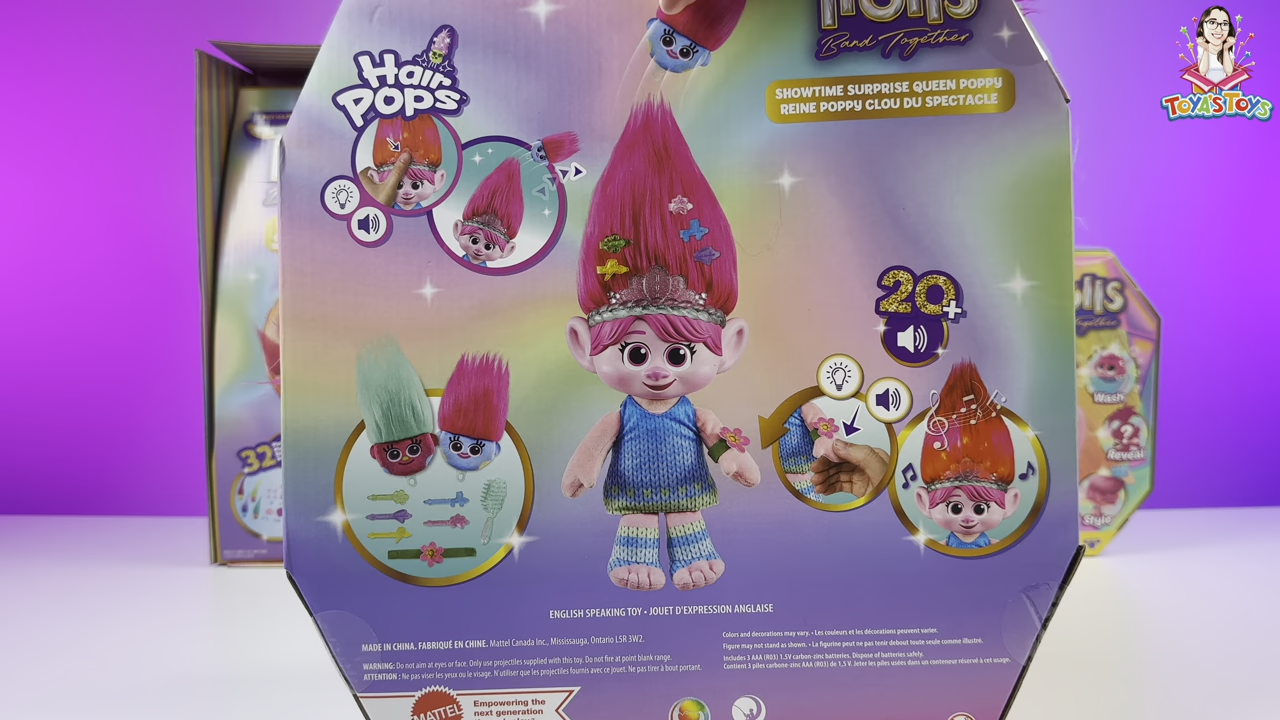 Trolls
Band Together
SHOWTIME SURPRISE QUEEN POPPY
REINE POPPY CLOU DU SPECTACLE
TOYA'S TOYS
Hair
Pops
20+
32
Wash
Reveal
Style
ENGLISH SPEAKING TOY • JOUET D'EXPRESSION ANGLAISE
MADE IN CHINA. FABRIQUÉ EN CHINE. Mattel Canada Inc., Mississauga, Ontario L5R 3W2.
WARNING: Do not aim at eyes or face. Only use projectiles supplied with this toy. Do not fire at point blank range.
ATTENTION : Ne pas viser les yeux ou le visage. N'utiliser que les projectiles fournis avec ce jouet. Ne pas tirer à bout portant.
Colors and decorations may vary. • Les couleurs et les décorations peuvent varier.
Figure may not stand as shown. • La figurine peut ne pas tenir debout toute seule comme illustré.
Includes 3 AAA (R03) 1.5V carbon-zinc batteries. Dispose of batteries safely.
Contient 3 piles carbone-zinc AAA (R03) de 1,5 V. Jeter les piles usées dans un conteneur réservé à cet usage.
MATTEL
Empowering the
next generation